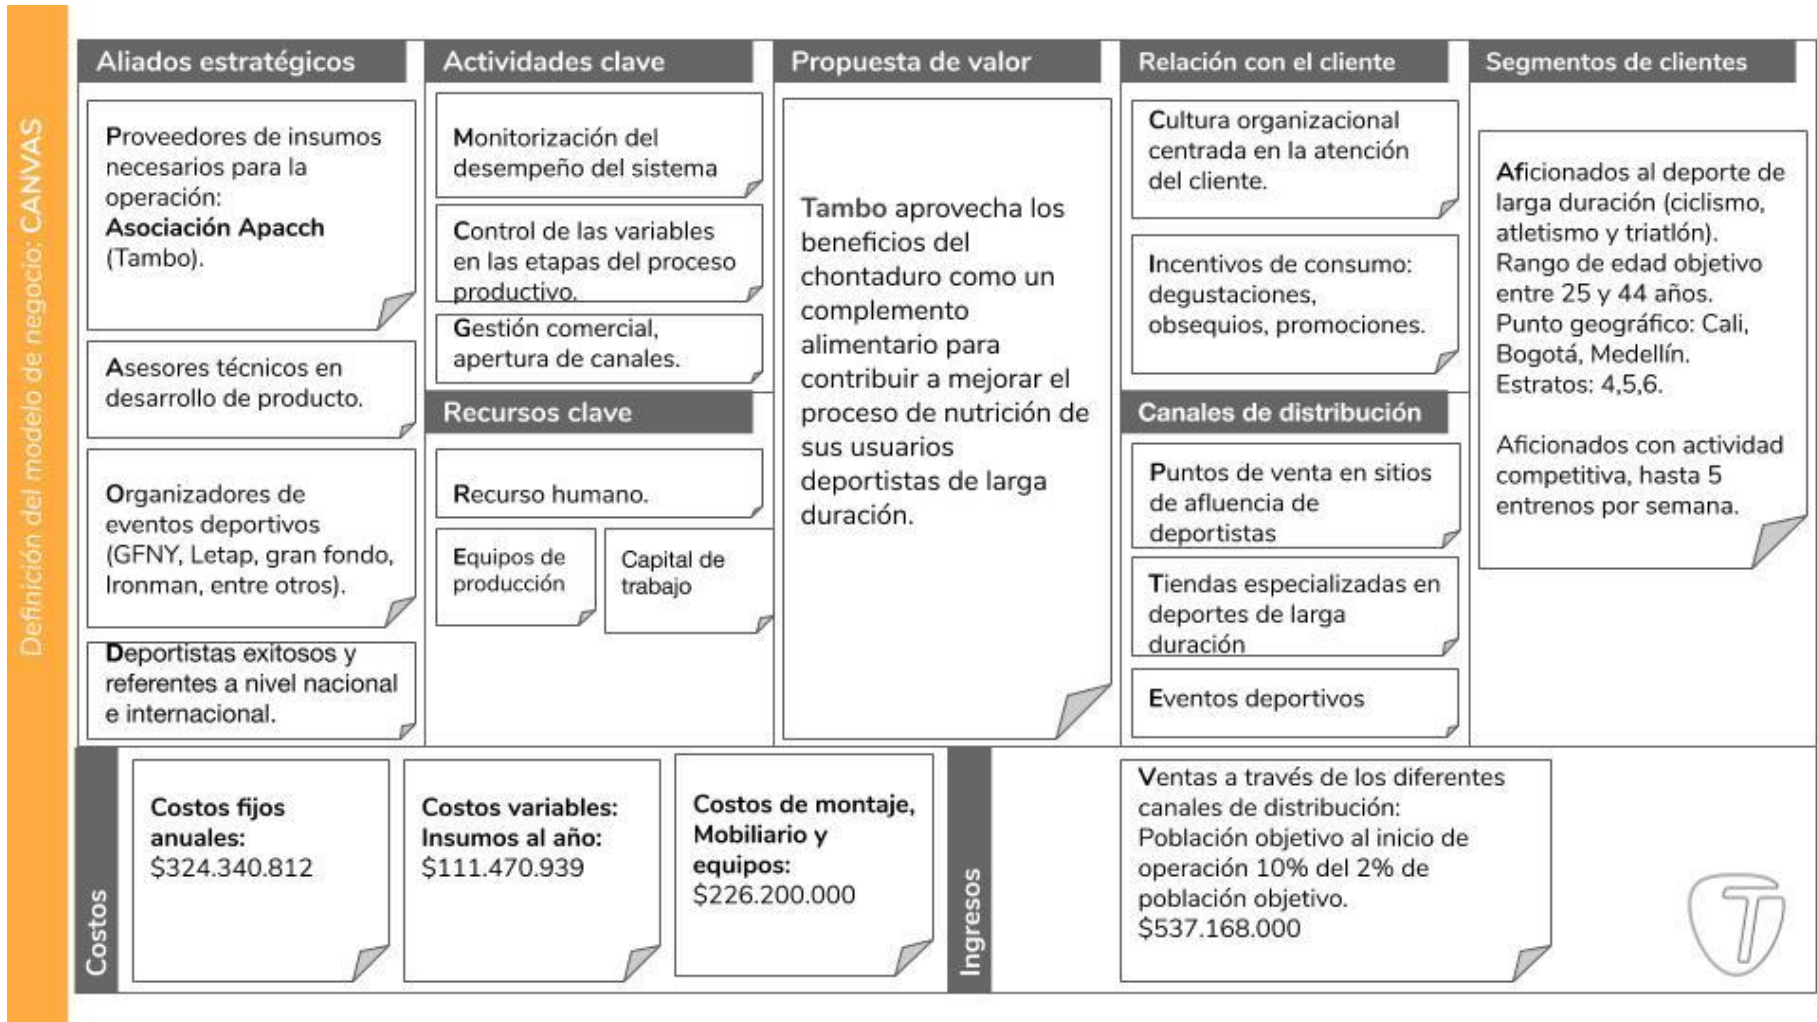 Definición del modelo de negocio: CANVAS
Aliados estratégicos
Proveedores de insumos
necesarios para la
operación:
Asociación Apacch
(Tambo).
Asesores técnicos en
desarrollo de producto.
Organizadores de
eventos deportivos
(GFNY, Letap, gran fondo,
Ironman, entre otros).
Deportistas exitosos y
referentes a nivel nacional
e internacional.
Actividades clave
Monitorización del
desempeño del sistema
Control de las variables
en las etapas del proceso
productivo.
Gestión comercial,
apertura de canales.
Recursos clave
Recurso humano.
Equipos de
producción
Capital de
trabajo
Propuesta de valor
Tambo aprovecha los
beneficios del
chontaduro como un
complemento
alimentario para
contribuir a mejorar el
proceso de nutrición de
sus usuarios
deportistas de larga
duración.
Relación con el cliente
Cultura organizacional
centrada en la atención
del cliente.
Incentivos de consumo:
degustaciones,
obsequios, promociones.
Canales de distribución
Puntos de venta en sitios
de afluencia de
deportistas
Tiendas especializadas en
deportes de larga
duración
Eventos deportivos
Segmentos de clientes
Aficionados al deporte de
larga duración (ciclismo,
atletismo y triatlón).
Rango de edad objetivo
entre 25 y 44 años.
Punto geográfico: Cali,
Bogotá, Medellín.
Estratos: 4,5,6.
Aficionados con actividad
competitiva, hasta 5
entrenos por semana.
Costos
Costos fijos
anuales:
$324.340.812
Costos variables:
Insumos al año:
$111.470.939
Costos de montaje,
Mobiliario y
equipos:
$226.200.000
Ingresos
Ventas a través de los diferentes
canales de distribución:
Población objetivo al inicio de
operación 10% del 2% de
población objetivo.
$537.168.000
T